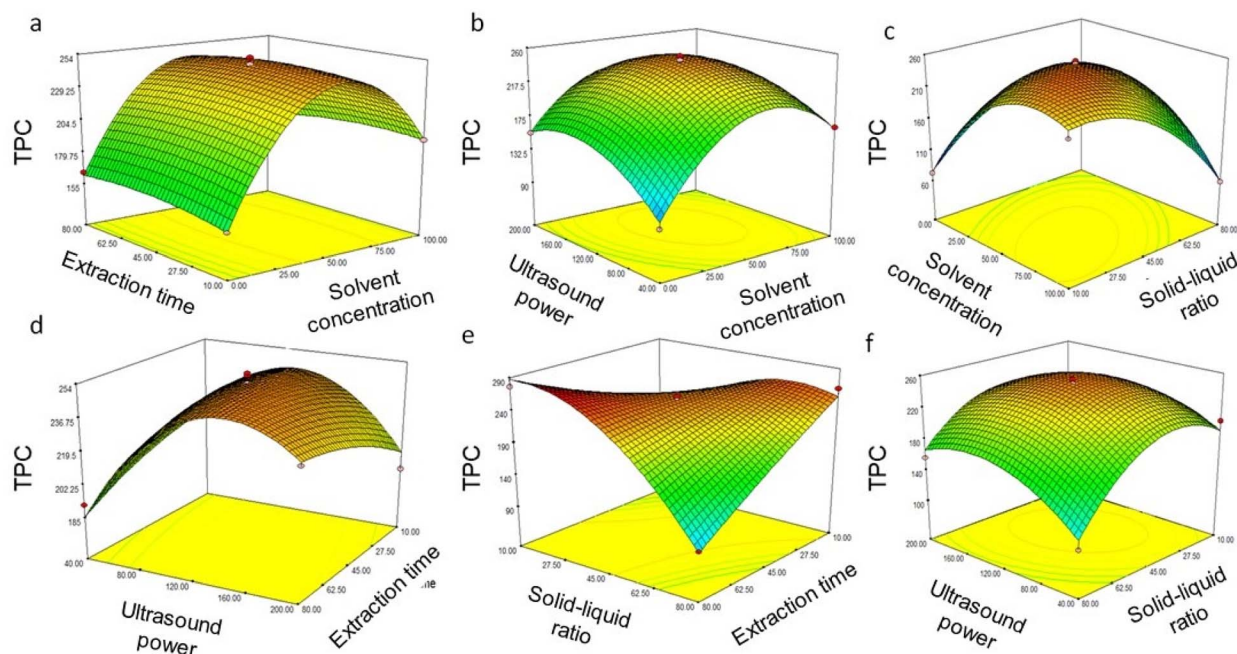 a
TPC
254
229.25
204.5
179.75
155
80.00
62.50
45.00
27.50
10.00
0.00
25.00
50.00
75.00
100.00
Extraction time
Solvent
concentration
b
TPC
260
217.5
175
132.5
90
200.00
160.00
120.00
80.00
40.00
0.00
25.00
50.00
75.00
100.00
Ultrasound
power
Solvent
concentration
c
TPC
260
210
160
110
60
0.00
25.00
50.00
75.00
100.00
10.00
27.50
45.00
62.50
80.00
Solvent
concentration
Solid-liquid
ratio
d
TPC
254
236.75
219.5
202.25
185
40.00
80.00
120.00
160.00
200.00
80.00
62.50
45.00
27.50
10.00
Ultrasound
power
Extraction time
e
TPC
290
240
190
140
90
10.00
27.50
45.00
62.50
80.00
80.00
62.50
45.00
27.50
10.00
Solid-liquid
ratio
Extraction time
f
TPC
260
220
180
140
100
200.00
160.00
120.00
80.00
40.00
80.00
62.50
45.00
27.50
10.00
Ultrasound
power
Solid-liquid
ratio